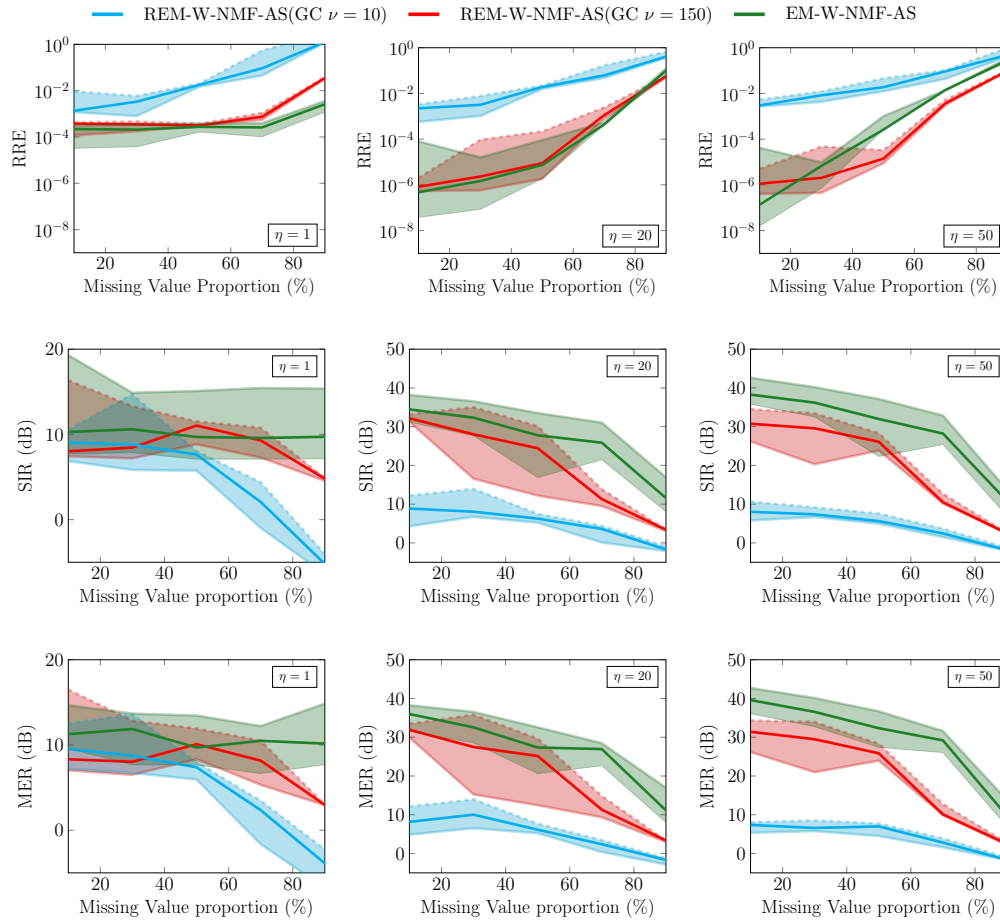 REM-W-NMF-AS(GC ν = 10) REM-W-NMF-AS(GC ν = 150) EM-W-NMF-AS
RRE
10^0
10^−2
10^−4
10^−6
10^−8
20 40 60 80
Missing Value Proportion (%)
η = 1
RRE
10^0
10^−2
10^−4
10^−6
10^−8
20 40 60 80
Missing Value Proportion (%)
η = 20
RRE
10^0
10^−2
10^−4
10^−6
10^−8
20 40 60 80
Missing Value Proportion (%)
η = 50
SIR (dB)
20
10
0
20 40 60 80
Missing Value proportion (%)
η = 1
SIR (dB)
50
40
30
20
10
0
20 40 60 80
Missing Value proportion (%)
η = 20
SIR (dB)
50
40
30
20
10
0
20 40 60 80
Missing Value proportion (%)
η = 50
MER (dB)
20
10
0
20 40 60 80
Missing Value proportion (%)
η = 1
MER (dB)
50
40
30
20
10
0
20 40 60 80
Missing Value proportion (%)
η = 20
MER (dB)
50
40
30
20
10
0
20 40 60 80
Missing Value proportion (%)
η = 50